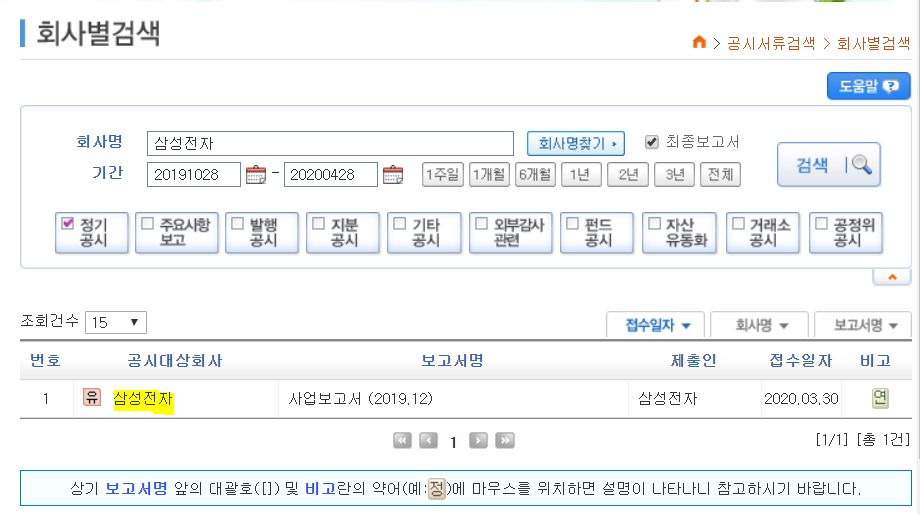 회사별검색
> 공시서류검색 > 회사별검색
도움말 ?
회사명 삼성전자 회사명찾기 최종보고서
기간 20191028 - 20200428 1주일 1개월 6개월 1년 2년 3년 전체
검색
정기공시 주요사항보고 발행공시 지분공시 기타공시 외부감사관련 펀드공시 자산유동화 거래소공시 공정위공시
조회건수 15 접수일자 회사명 보고서명
번호 공시대상회사 보고서명 제출인 접수일자 비고
1 유 삼성전자 사업보고서 (2019.12) 삼성전자 2020.03.30 연
1 [1/1] [총 1건]
상기 보고서명 앞의 대괄호([]) 및 비고란의 약어(예:정)에 마우스를 위치하면 설명이 나타나니 참고하시기 바랍니다.